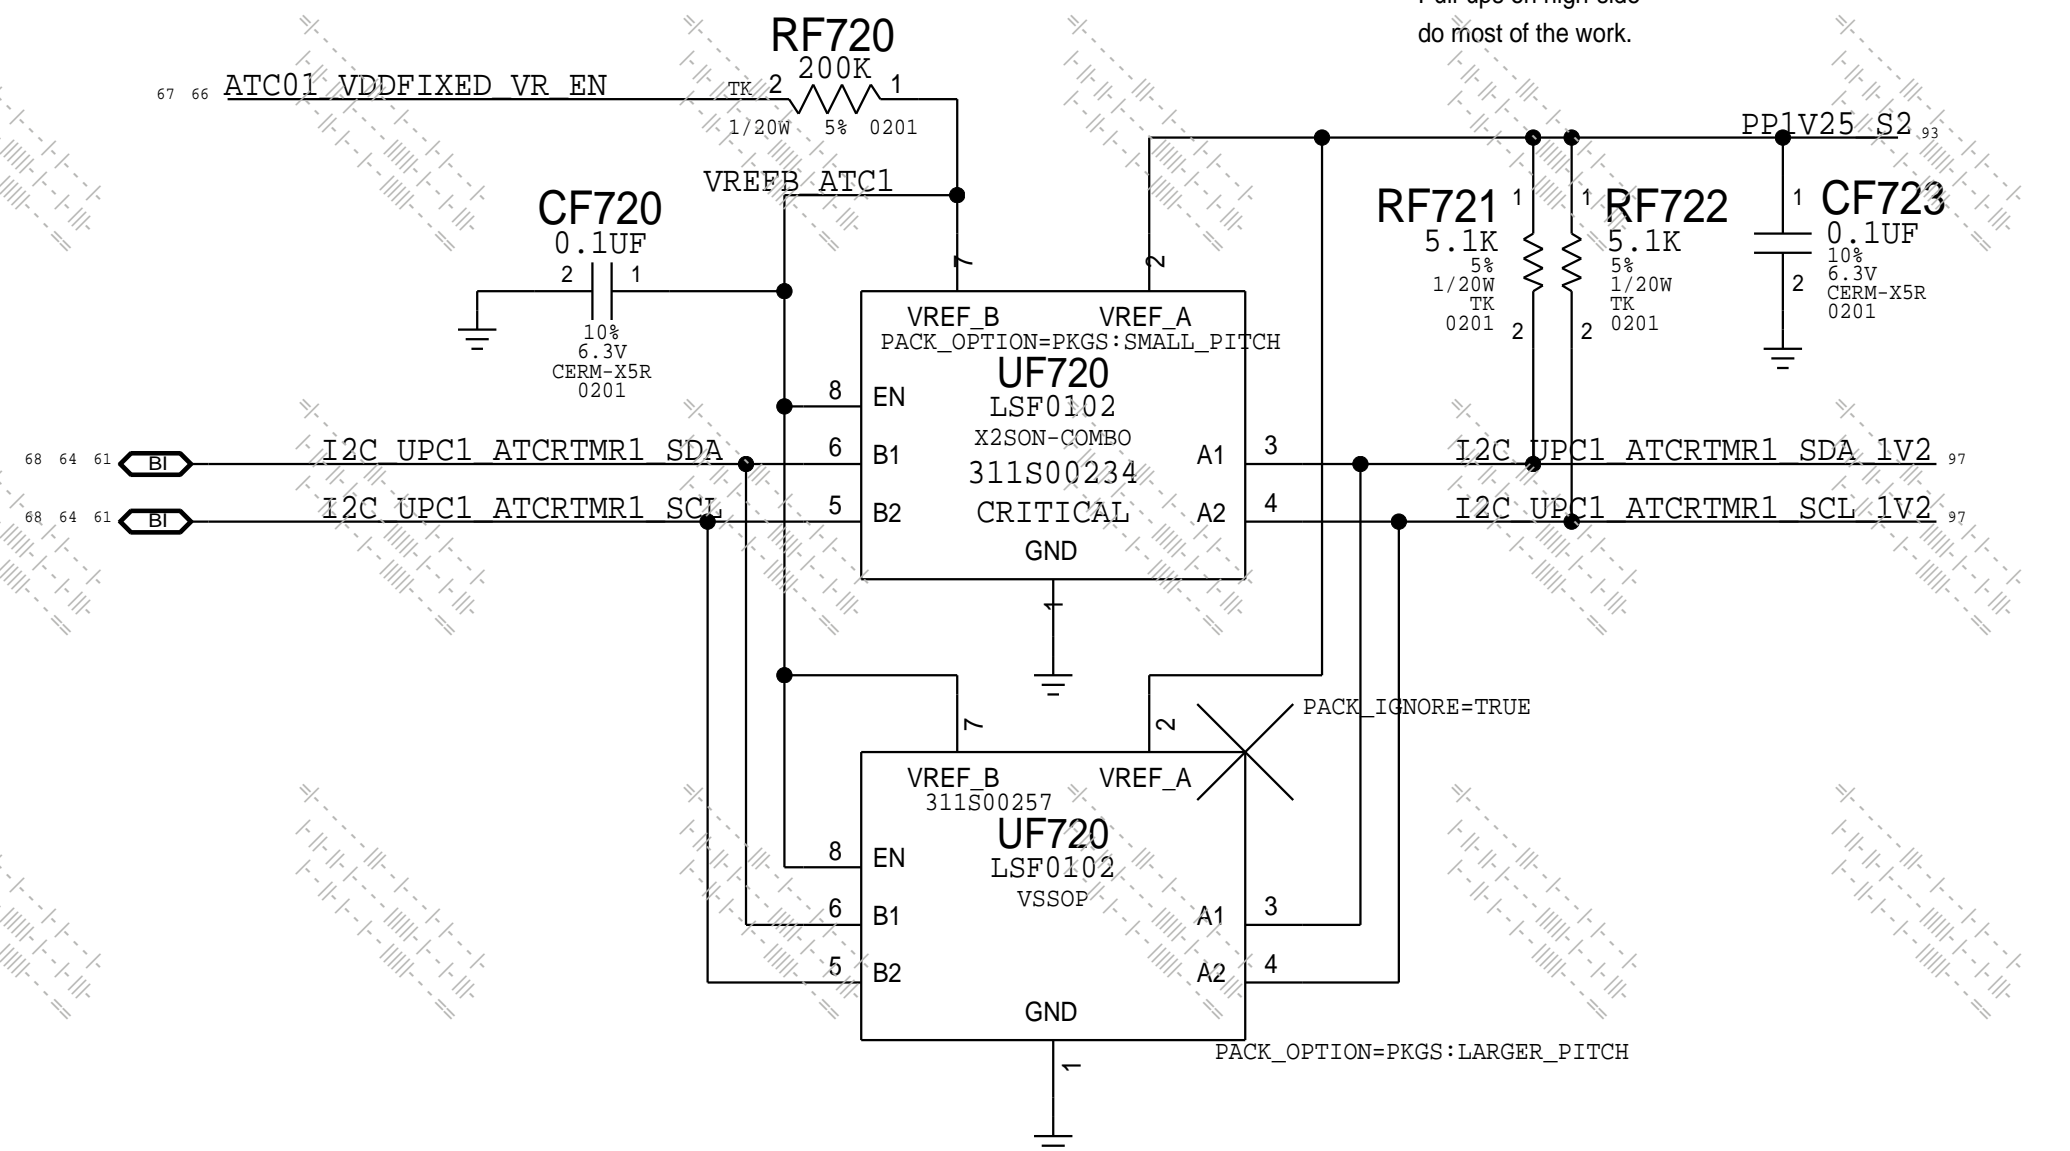 do most of the work.
RF720
200K
67 66 ATC01_VDDFIXED_VR_EN
TK 2 1
1/20W 5% 0201
PP1V25_S2 93
VREFB_ATC1
CF720
0.1UF
2 1
10%
6.3V
CERM-X5R
0201
7
2
RF721
5.1K
5%
1/20W
TK
0201
1
2
RF722
5.1K
5%
1/20W
TK
0201
1
2
CF723
0.1UF
10%
6.3V
CERM-X5R
0201
1
2
VREF_B VREF_A
PACK_OPTION=PKGS:SMALL_PITCH
UF720
LSF0102
X2SON-COMBO
311S00234
CRITICAL
8 EN
68 64 61 BI I2C_UPC1_ATCRTMR1_SDA 6 B1
A1 3 I2C_UPC1_ATCRTMR1_SDA_1V2 97
68 64 61 BI I2C_UPC1_ATCRTMR1_SCL 5 B2
A2 4 I2C_UPC1_ATCRTMR1_SCL_1V2 97
GND
1
PACK_IGNORE=TRUE
7
2
VREF_B VREF_A
311S00257
UF720
LSF0102
VSSOP
8 EN
6 B1 A1 3
5 B2 A2 4
GND
PACK_OPTION=PKGS:LARGER_PITCH
1